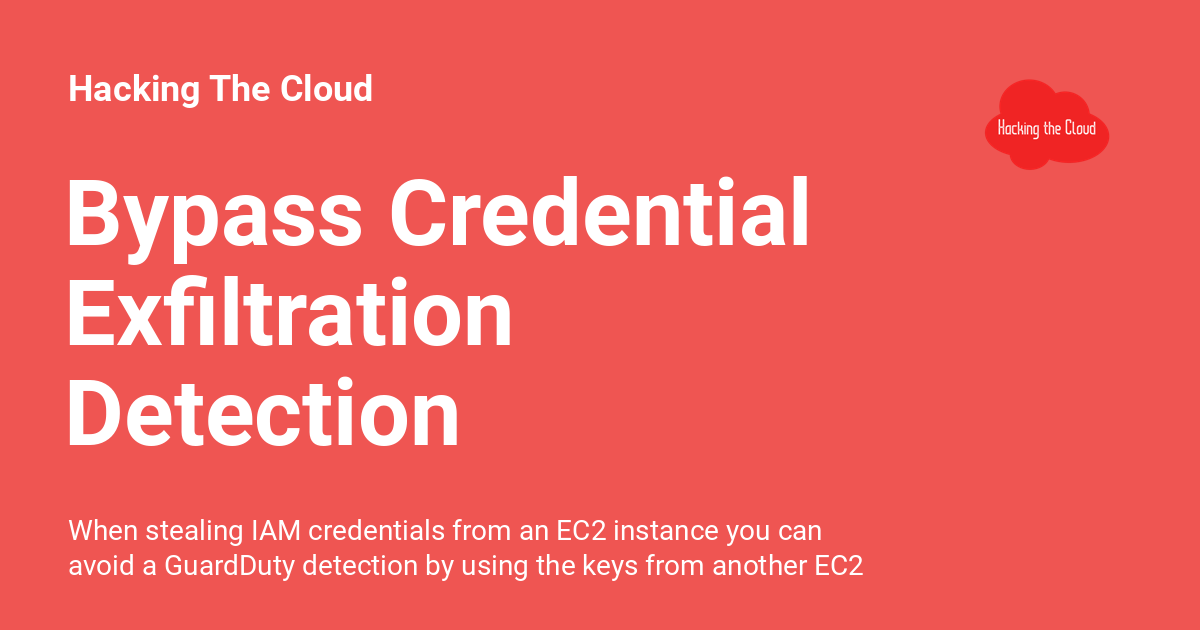 Hacking The Cloud
Hacking the Cloud
Bypass Credential
Exfiltration
Detection
When stealing IAM credentials from an EC2 instance you can
avoid a GuardDuty detection by using the keys from another EC2